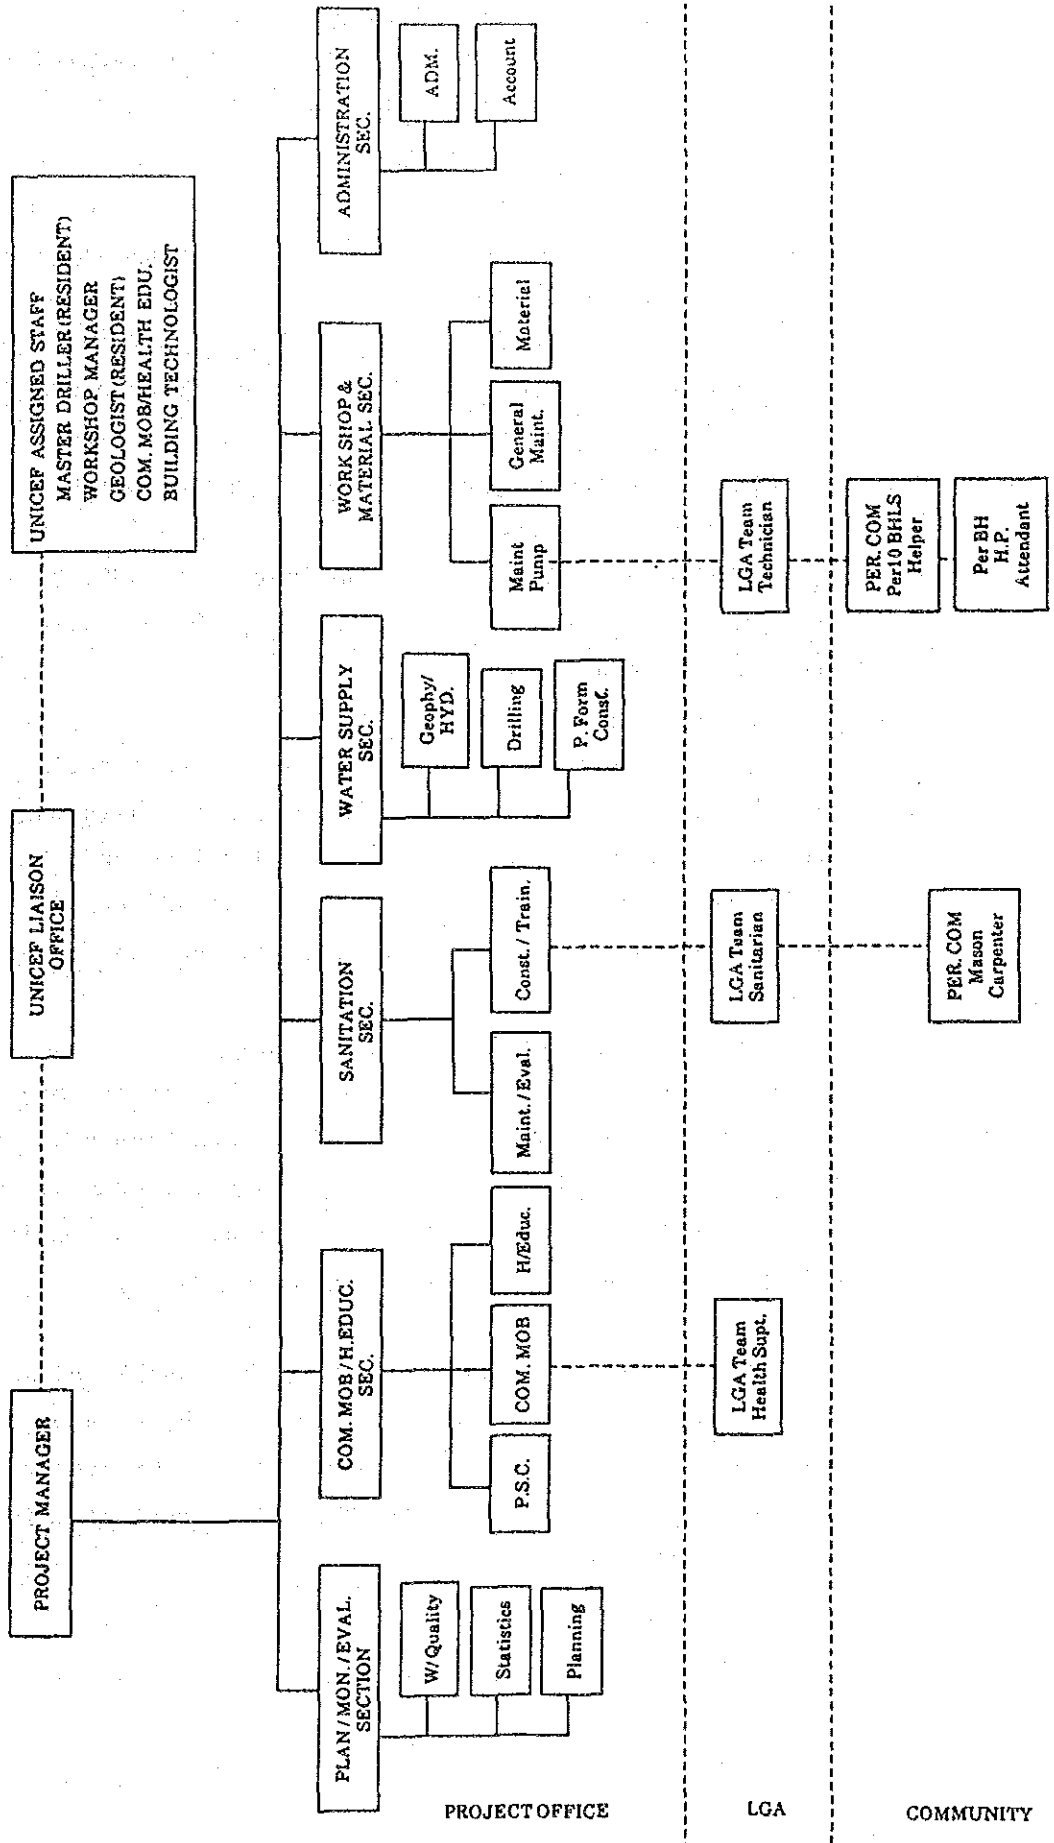 PROJECT MANAGER
UNICEF LIAISON
OFFICE
UNICEF ASSIGNED STAFF
MASTER DRILLER(RESIDENT)
WORKSHOP MANAGER
GEOLOGIST(RESIDENT)
COM. MOB/HEALTH EDU.
BUILDING TECHNOLOGIST
PLAN / MON. / EVAL.
SECTION
COM. MOB / H.EDUC.
SEC.
SANITATION
SEC.
WATER SUPPLY
SEC.
WORKSHOP &
MATERIAL SEC.
ADMINISTRATION
SEC.
W/Quality
Statistics
Planning
P.S.C.
COM. MOB
H/Educ.
Maint. / Eval.
Const. / Train.
Geophy/
HYD.
Drilling
P. Form
Const.
Maint
Pump
General
Maint.
Material
ADM.
Account
PROJECT OFFICE
LGA
LGA Team
Health Supt.
LGA Team
Sanitarian
LGA Team
Technician
COMMUNITY
PER. COM
Mason
Carpenter
PER. COM
Per10 BHLS
Helper
Per BH
H.P.
Attendant